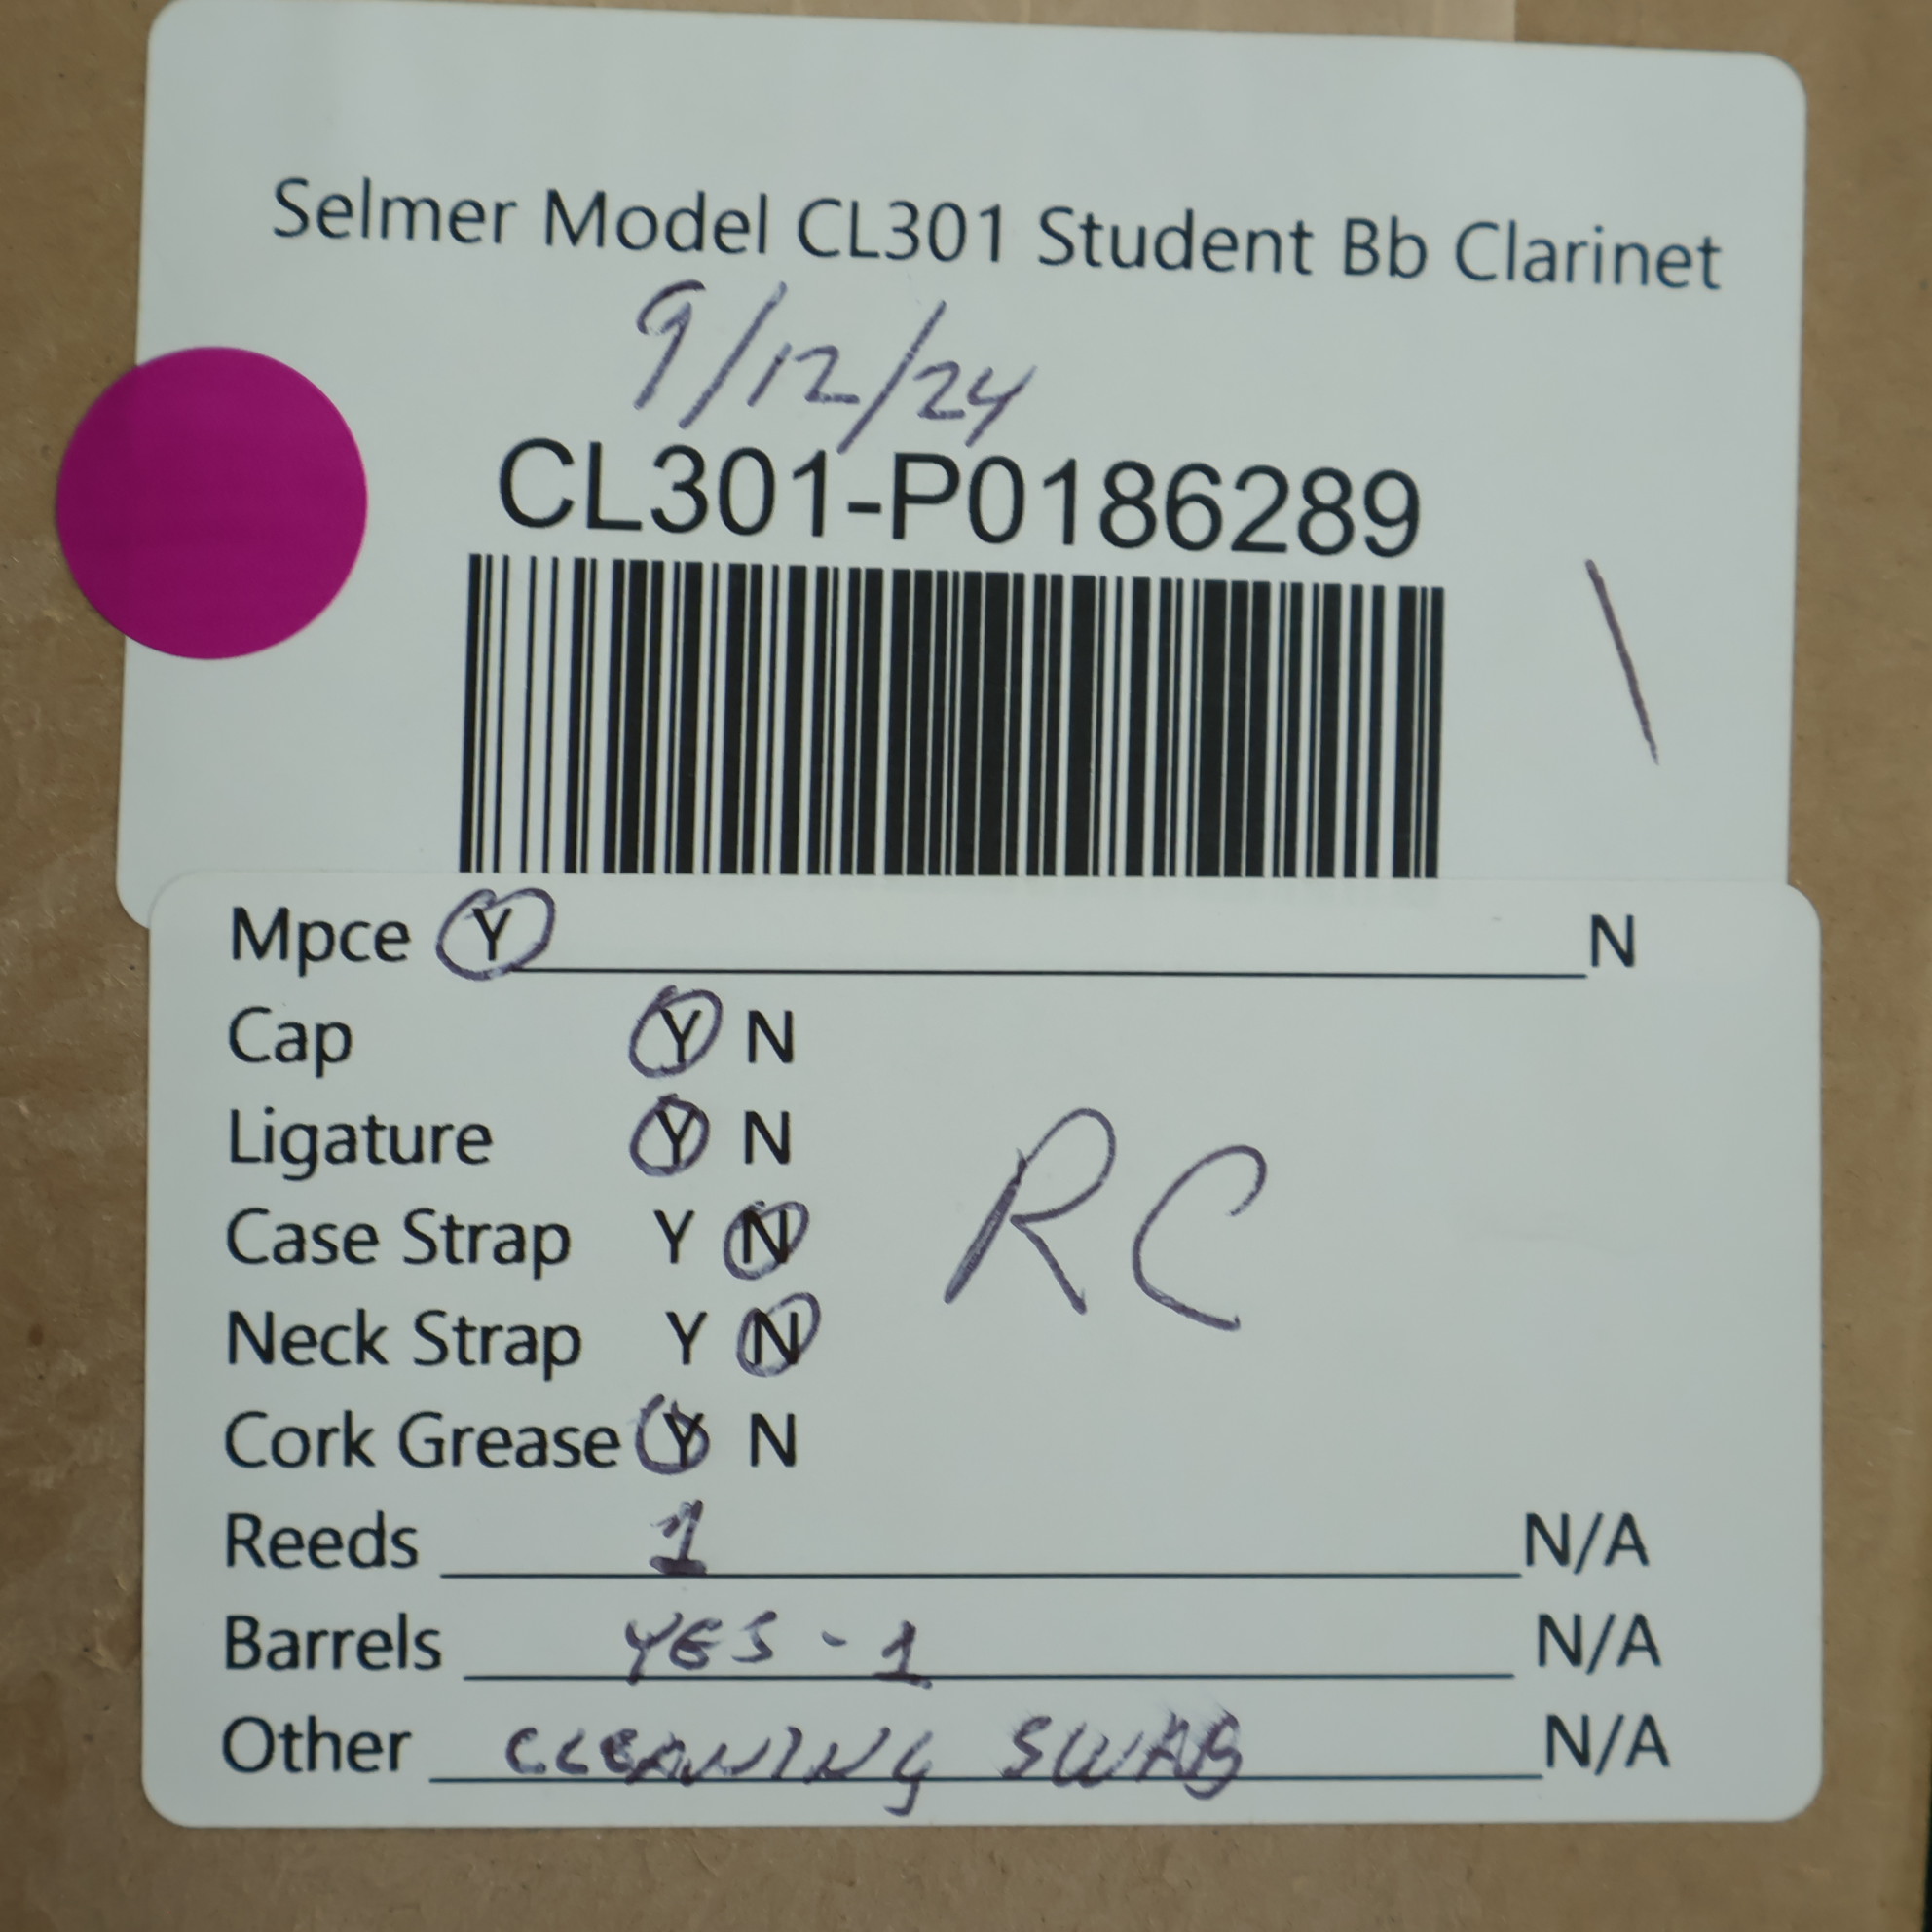 Selmer Model CL301 Student Bb Clarinet
9/12/24
CL301-P0186289
Mpce Y N
Cap Y N
Ligature Y N
RC
Case Strap Y N
Neck Strap Y N
Cork Grease Y N
Reeds 1 N/A
Barrels YES - 1 N/A
Other CLEANING SWAB N/A